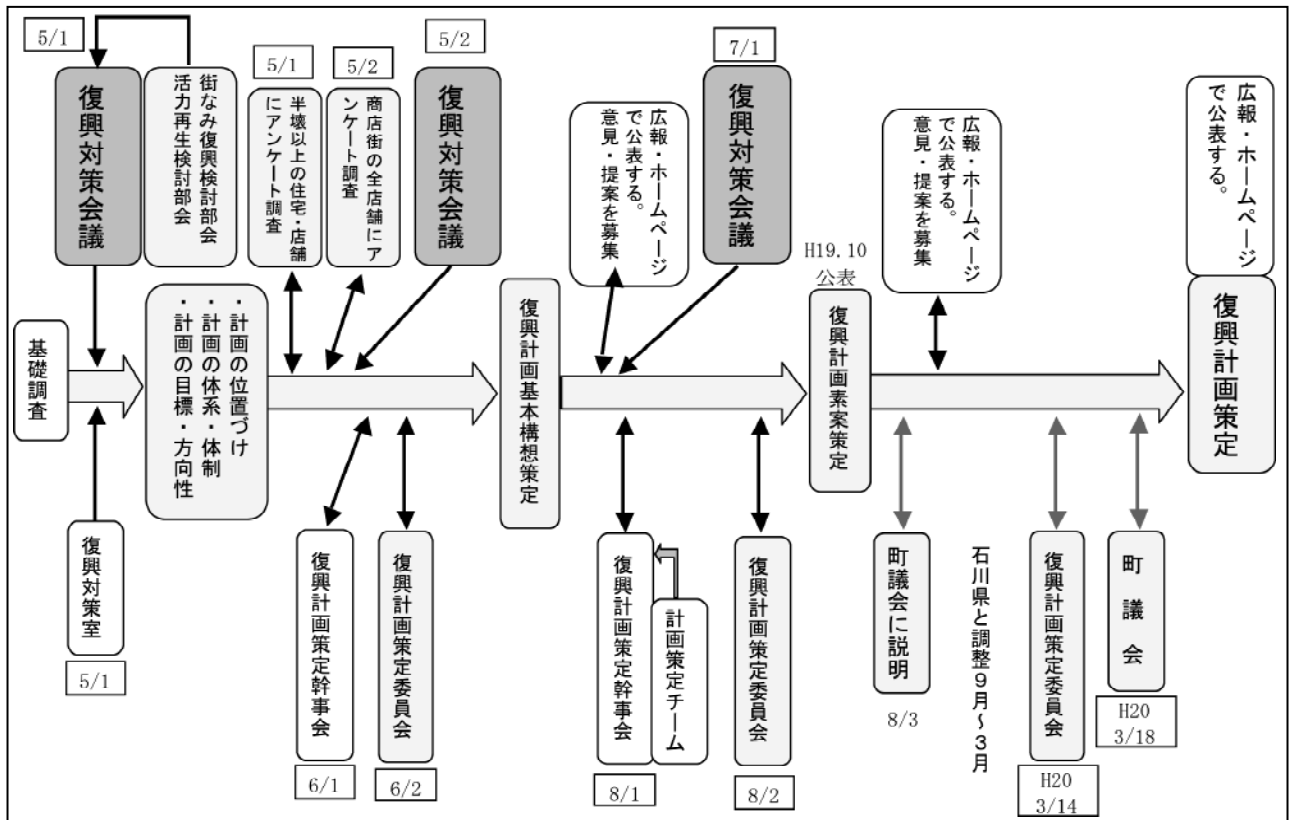 5/1
復興対策会議
街なみ復興検討部会
活力再生検討部会
5/1
半壊以上の住宅・店舗
にアンケート調査
5/2
商店街の全店舗にア
ンケート調査
5/2
復興対策会議
広報・ホームページ
で公表する。
意見・提案を募集
7/1
復興対策会議
広報・ホームページ
で公表する。
意見・提案を募集
広報・ホームページ
で公表する。
基礎調査
・計画の位置づけ
・計画の体系・体制
・計画の目標・方向性
復興計画基本構想策定
H19.10
公表
復興計画素案策定
復興計画策定
復興対策室
5/1
復興計画策定幹事会
6/1
復興計画策定委員会
6/2
復興計画策定幹事会
8/1
計画策定チーム
復興計画策定委員会
8/2
町議会に説明
8/3
石川県と調整9月~3月
復興計画策定委員会
H20
3/14
町議会
H20
3/18